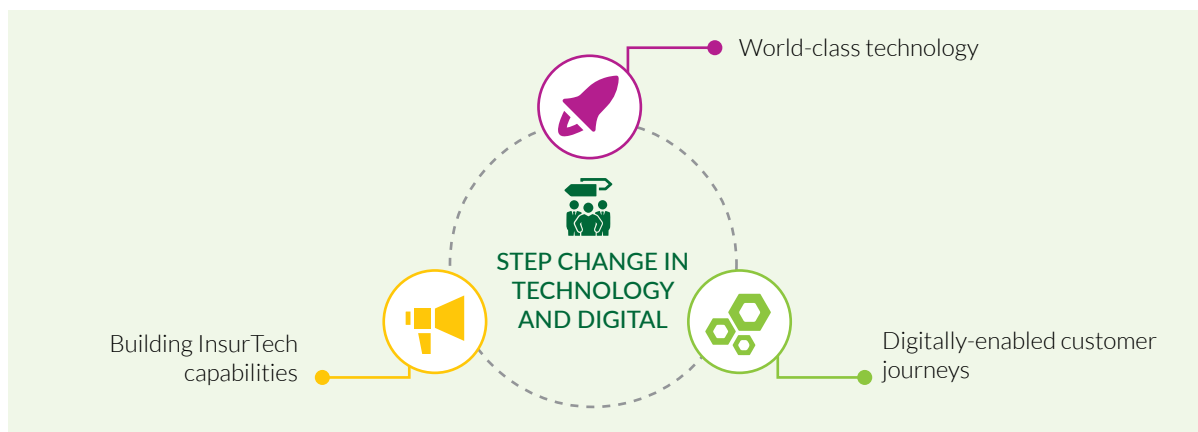 World-class technology
STEP CHANGE IN
TECHNOLOGY
AND DIGITAL
Building InsurTech
capabilities
Digitally-enabled customer
journeys